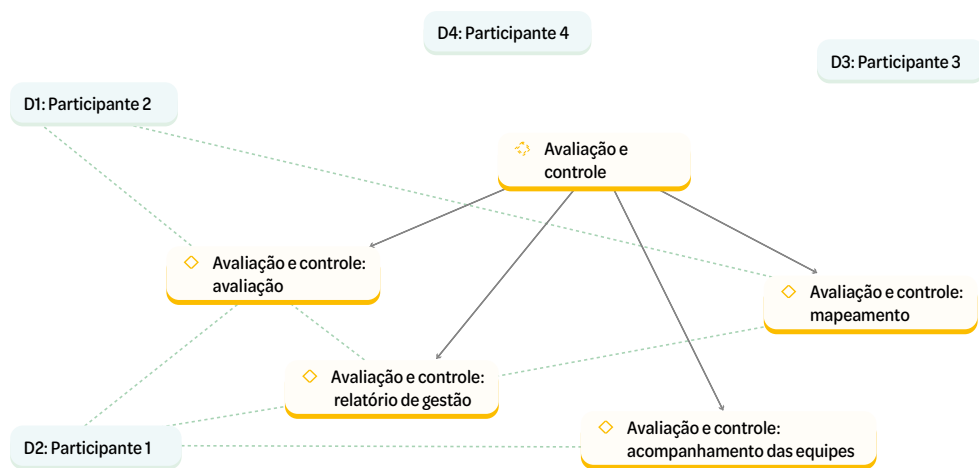 D4: Participante 4
D3: Participante 3
D1: Participante 2
Avaliação e
controle
Avaliação e controle:
avaliação
Avaliação e controle:
mapeamento
Avaliação e controle:
relatório de gestão
Avaliação e controle:
acompanhamento das equipes
D2: Participante 1